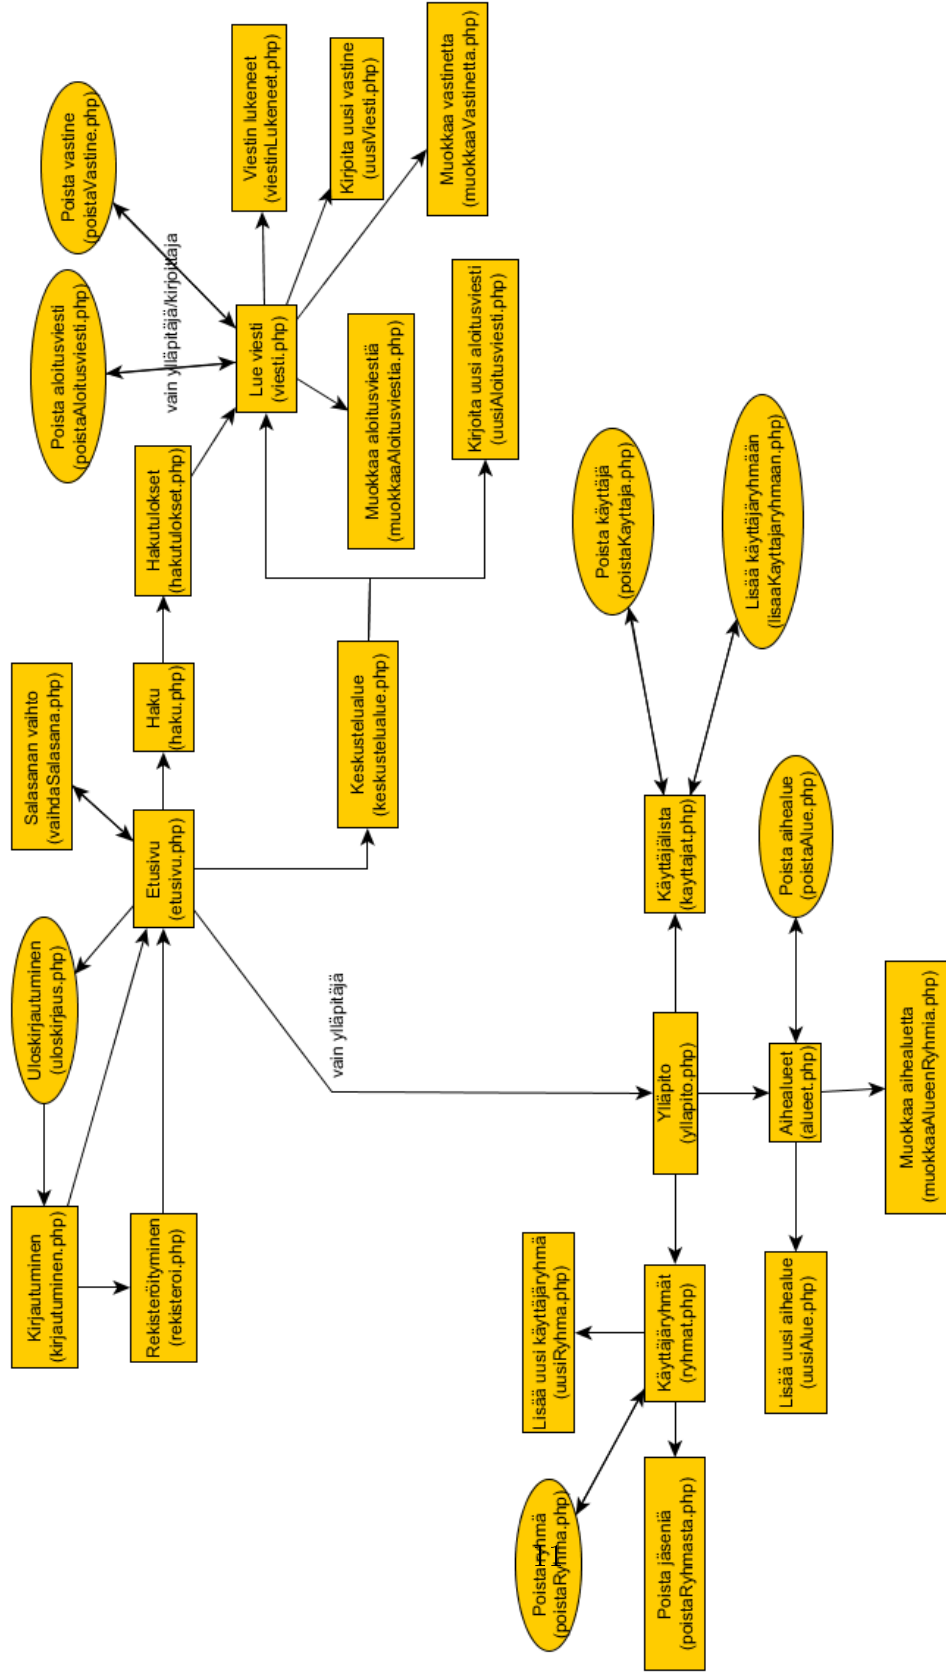 Kirjautuminen
(kirjautuminen.php)
Uloskirjautuminen
(uloskirjaus.php)
Salasanan vaihto
(vaihdaSalasana.php)
Rekisteröityminen
(rekisteroi.php)
Etusivu
(etusivu.php)
Haku
(haku.php)
Hakutulokset
(hakutulokset.php)
Poista aloitusviesti
(poistaAloitusviesti.php)
Poista vastine
(poistaVastine.php)
vain ylläpitäjä/kirjoittaja
Lue viesti
(viesti.php)
Viestin lukeneet
(viestinLukeneet.php)
Kirjoita uusi vastine
(uusiViesti.php)
Muokkaa vastinetta
(muokkaaVastinetta.php)
Muokkaa aloitusviestiä
(muokkaaAloitusviestia.php)
Kirjoita uusi aloitusviesti
(uusiAloitusviesti.php)
Keskustelualue
(keskustelualue.php)
vain ylläpitäjä
Poista ryhmä
(poistaRyhma.php)
Lisää uusi käyttäjäryhmä
(uusiRyhma.php)
Poista käyttäjä
(poistaKayttaja.php)
Poista jäseniä
(poistaRyhmasta.php)
Käyttäjäryhmät
(ryhmat.php)
Ylläpito
(yllapito.php)
Käyttäjälista
(kayttajat.php)
Lisää käyttäjäryhmään
(lisaaKayttajaryhmaan.php)
Lisää uusi aihealue
(uusiAlue.php)
Aihealueet
(alueet.php)
Poista aihealue
(poistaAlue.php)
Muokkaa aihealuetta
(muokkaaAlueenRyhmia.php)